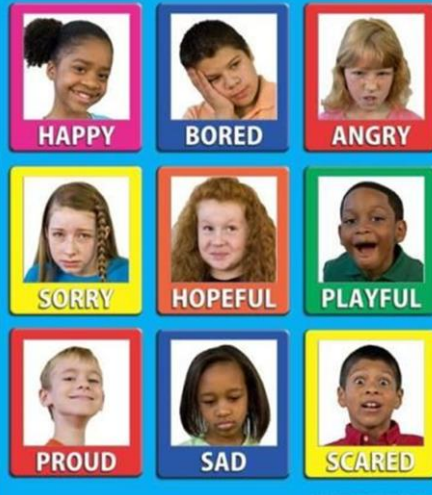 HAPPY
BORED
ANGRY
SORRY
HOPEFUL
PLAYFUL
PROUD
SAD
SCARED